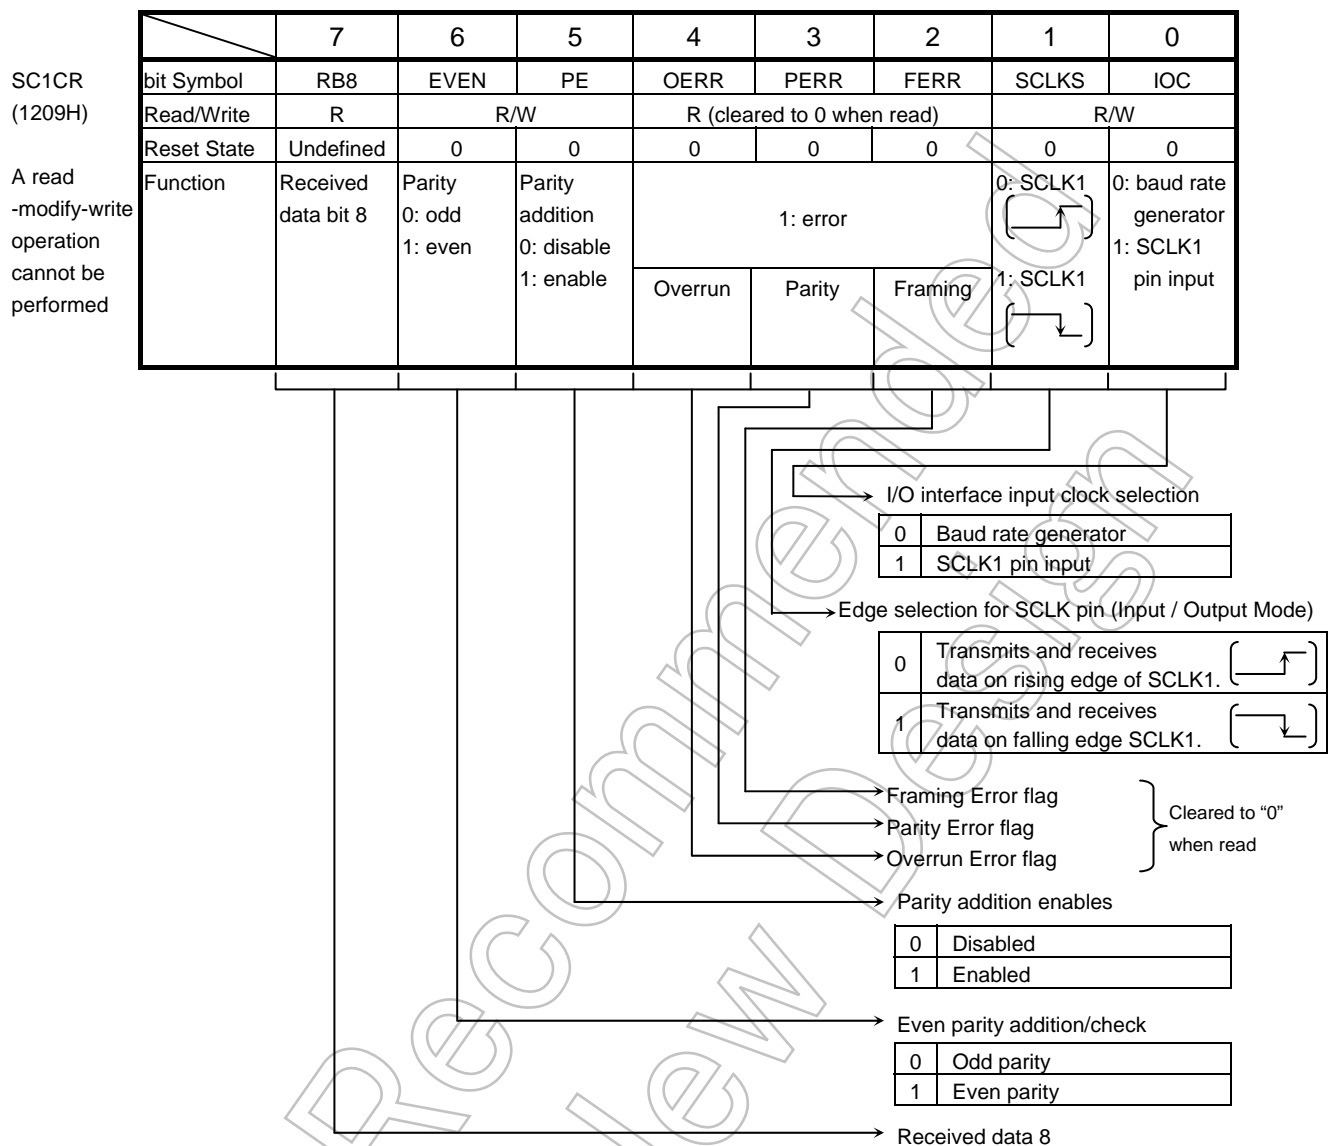 7 6 5 4 3 2 1 0
SC1CR
(1209H)
bit Symbol RB8 EVEN PE OERR PERR FERR SCLKS IOC
Read/Write R R/W R (cleared to 0 when read) R/W
Reset State Undefined 0 0 0 0 0 0 0
A read
-modify-write
operation
cannot be
performed
Function
Received
data bit 8
Parity
0: odd
1: even
Parity
addition
0: disable
1: enable
1: error
Overrun Parity Framing
0: SCLK1
1: SCLK1
0: baud rate
generator
1: SCLK1
pin input
I/O interface input clock selection
0 Baud rate generator
1 SCLK1 pin input
Edge selection for SCLK pin (Input / Output Mode)
0 Transmits and receives
data on rising edge of SCLK1.
1 Transmits and receives
data on falling edge SCLK1.
Framing Error flag
Parity Error flag
Overrun Error flag
Cleared to “0”
when read
Parity addition enables
0 Disabled
1 Enabled
Even parity addition/check
0 Odd parity
1 Even parity
Received data 8
Recommended
ew Design